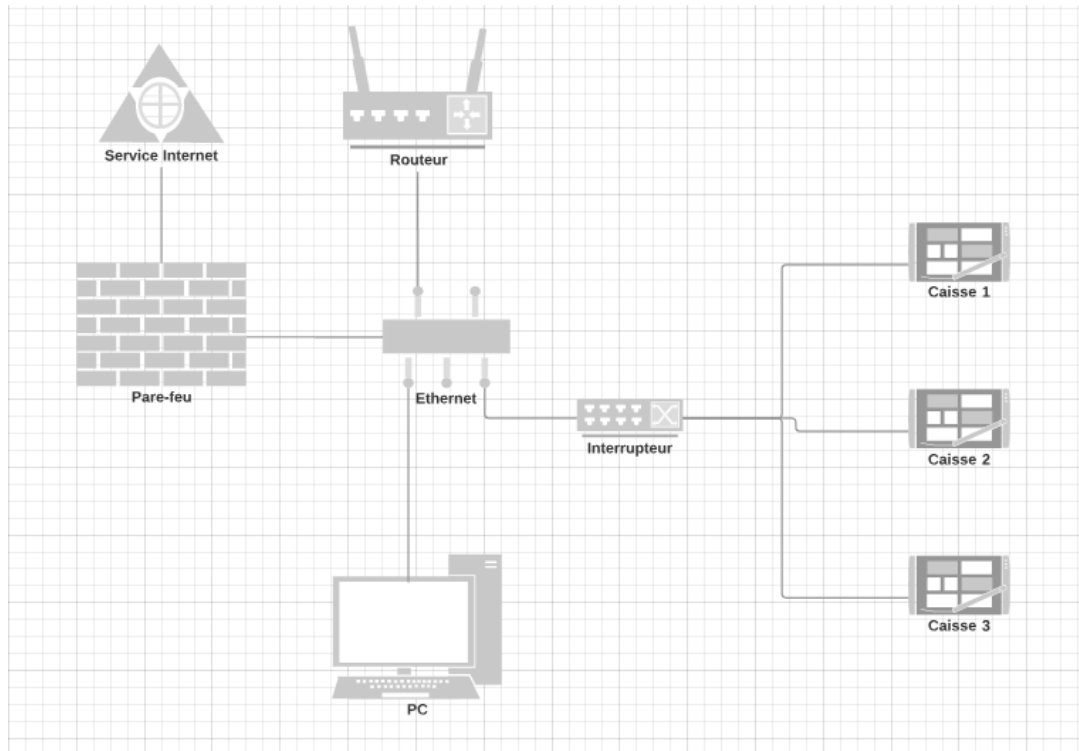 Service Internet
Routeur
Caisse 1
Pare-feu
Ethernet
Interrupteur
Caisse 2
Caisse 3
PC